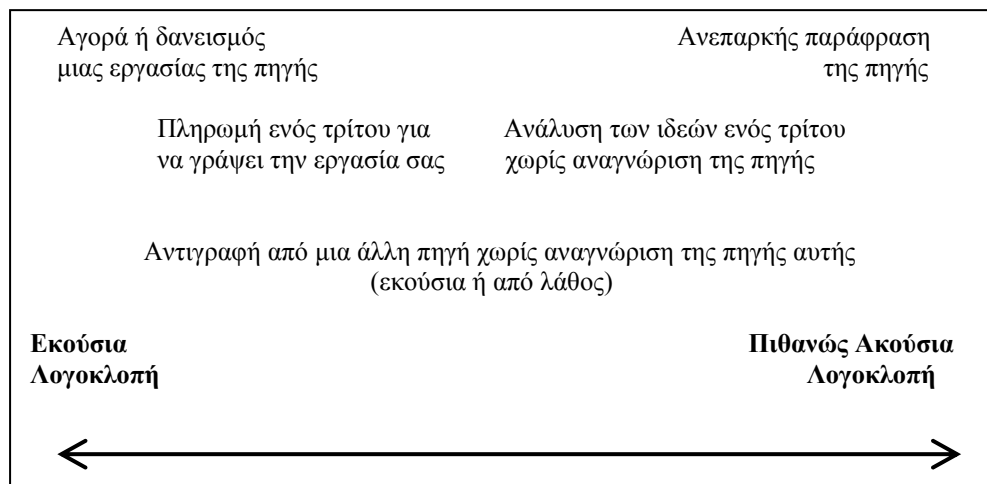 Αγορά ή δανεισμός
μιας εργασίας της πηγής
Ανεπαρκής παράφραση
της πηγής
Πληρωμή ενός τρίτου για
να γράψει την εργασία σας
Ανάλυση των ιδεών ενός τρίτου
χωρίς αναγνώριση της πηγής
Αντιγραφή από μια άλλη πηγή χωρίς αναγνώριση της πηγής αυτής
(εκούσια ή από λάθος)
Εκούσια
Λογοκλοπή
Πιθανώς Ακούσια
Λογοκλοπή